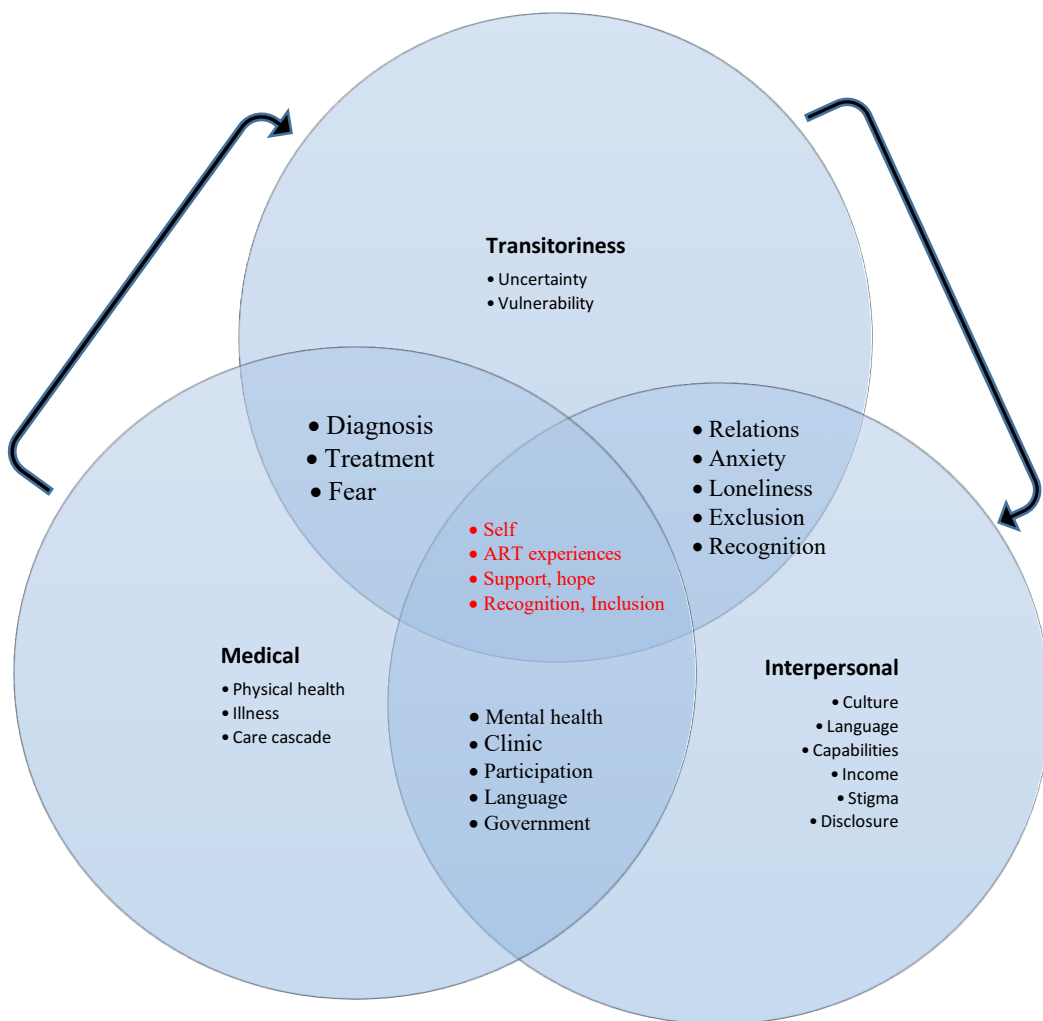 Transitoriness
• Uncertainty
• Vulnerability
• Diagnosis
• Treatment
• Fear
• Relations
• Anxiety
• Loneliness
• Exclusion
• Recognition
• Self
• ART experiences
• Support, hope
• Recognition, Inclusion
Medical
• Physical health
• Illness
• Care cascade
Interpersonal
• Culture
• Language
• Capabilities
• Income
• Stigma
• Disclosure
• Mental health
• Clinic
• Participation
• Language
• Government